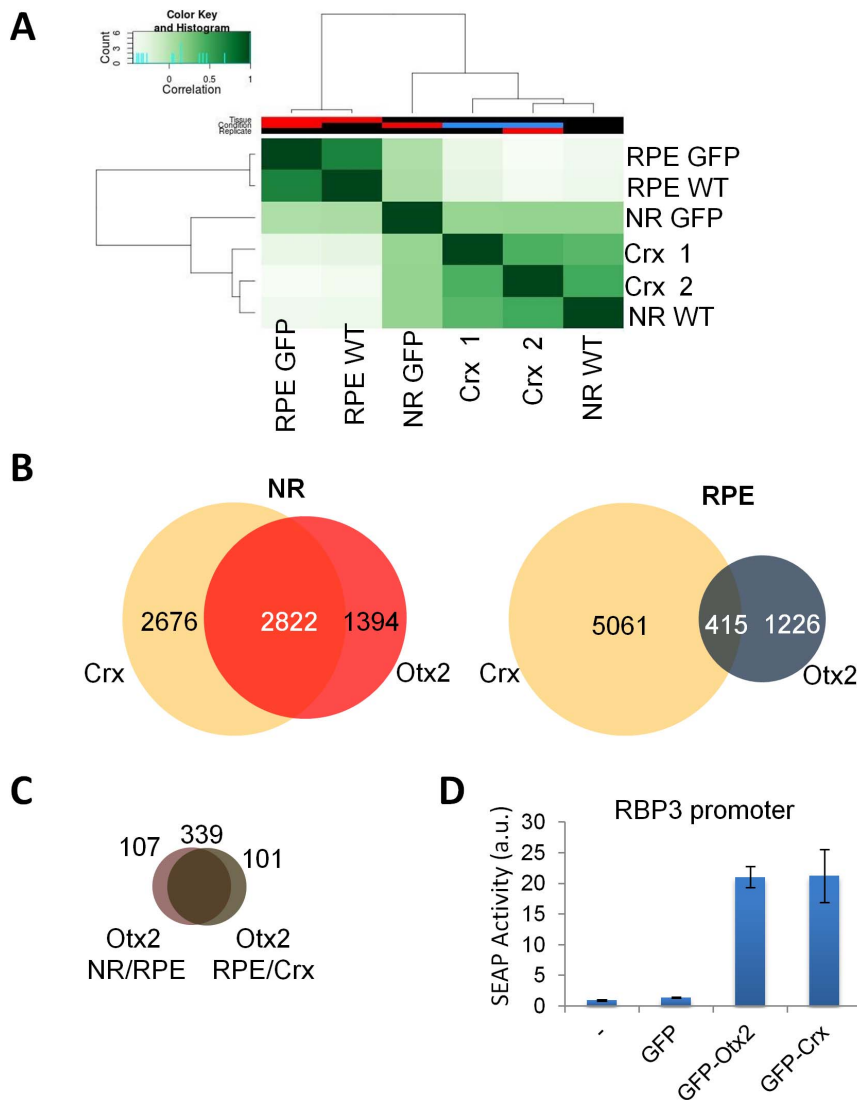 A
Color Key
and Histogram
Count
0 3 6
0 0.5 1
Correlation
Tissue
Condition
Replicate
RPE GFP
RPE WT
NR GFP
Crx 1
Crx 2
NR WT
RPE GFP
RPE WT
NR GFP
Crx 1
Crx 2
NR WT
B
NR
RPE
2676
2822
1394
Crx
Otx2
5061
415
1226
Crx
Otx2
C
107
339
101
Otx2
NR/RPE
Otx2
RPE/Crx
D
RBP3 promoter
SEAP Activity (a.u.)
30
25
20
15
10
5
0
-
GFP
GFP-Otx2
GFP-Crx